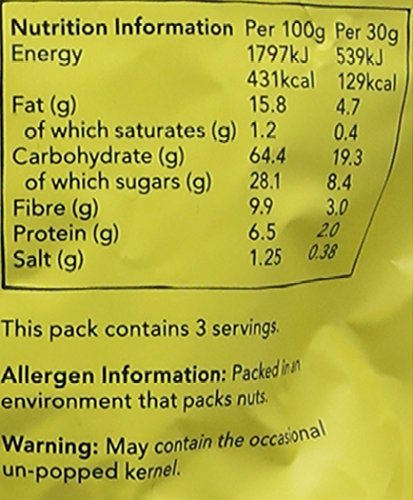 Nutrition Information Per 100g Per 30g
Energy 1797kJ 539kJ
431kcal 129kcal
Fat (g) 15.8 4.7
of which saturates (g) 1.2 0.4
Carbohydrate (g) 64.4 19.3
of which sugars (g) 28.1 8.4
Fibre (g) 9.9 3.0
Protein (g) 6.5 2.0
Salt (g) 1.25 0.38
This pack contains 3 servings.
Allergen Information: Packed in an
environment that packs nuts.
Warning: May contain the occasional
un-popped kernel.